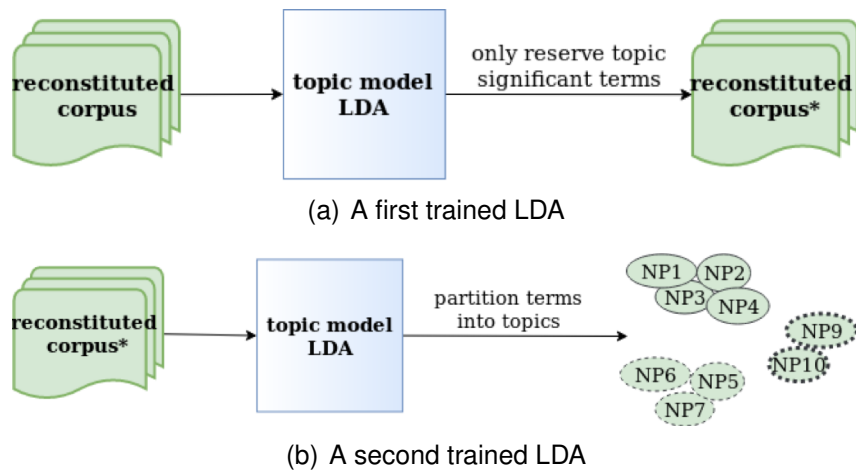 reconstituted
corpus
topic model
LDA
only reserve topic
significant terms
reconstituted
corpus*
(a) A first trained LDA
reconstituted
corpus*
topic model
LDA
partition terms
into topics
NP1
NP2
NP3
NP4
NP9
NP10
NP6
NP5
NP7
(b) A second trained LDA